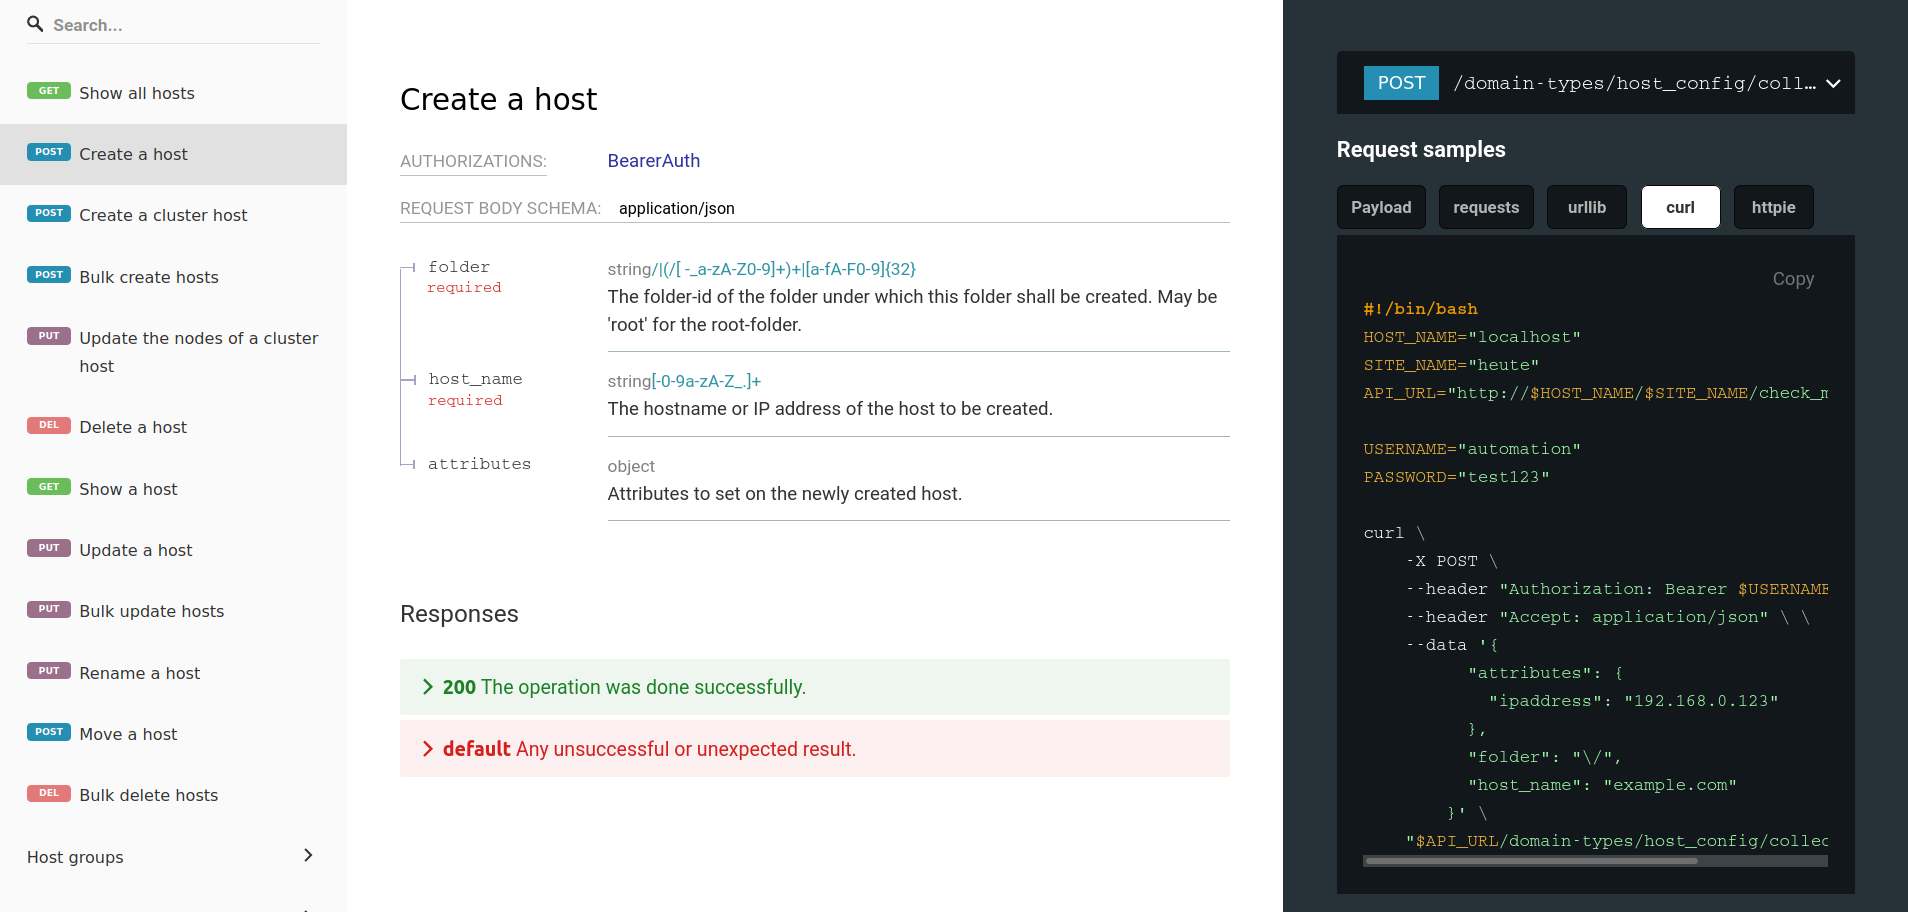 Search...
GET Show all hosts
POST Create a host
POST Create a cluster host
POST Bulk create hosts
PUT Update the nodes of a cluster
host
DEL Delete a host
GET Show a host
PUT Update a host
PUT Bulk update hosts
PUT Rename a host
POST Move a host
DEL Bulk delete hosts
Host groups
Create a host
AUTHORIZATIONS: BearerAuth
REQUEST BODY SCHEMA: application/json
folder
required
string/|(/[ -_a-zA-Z0-9]+)+|[a-fA-F0-9]{32}
The folder-id of the folder under which this folder shall be created. May be
'root' for the root-folder.
host_name
required
string[-0-9a-zA-Z_.]+
The hostname or IP address of the host to be created.
attributes
object
Attributes to set on the newly created host.
Responses
200 The operation was done successfully.
default Any unsuccessful or unexpected result.
POST /domain-types/host_config/coll…
Request samples
Payload requests urllib curl httpie
Copy
#!/bin/bash
HOST_NAME="localhost"
SITE_NAME="heute"
API_URL="http://$HOST_NAME/$SITE_NAME/check_m
USERNAME="automation"
PASSWORD="test123"
curl \
-X POST \
--header "Authorization: Bearer $USERNAME
--header "Accept: application/json" \ \
--data '{
"attributes": {
"ipaddress": "192.168.0.123"
},
"folder": "\/",
"host_name": "example.com"
}' \
"$API_URL/domain-types/host_config/collec